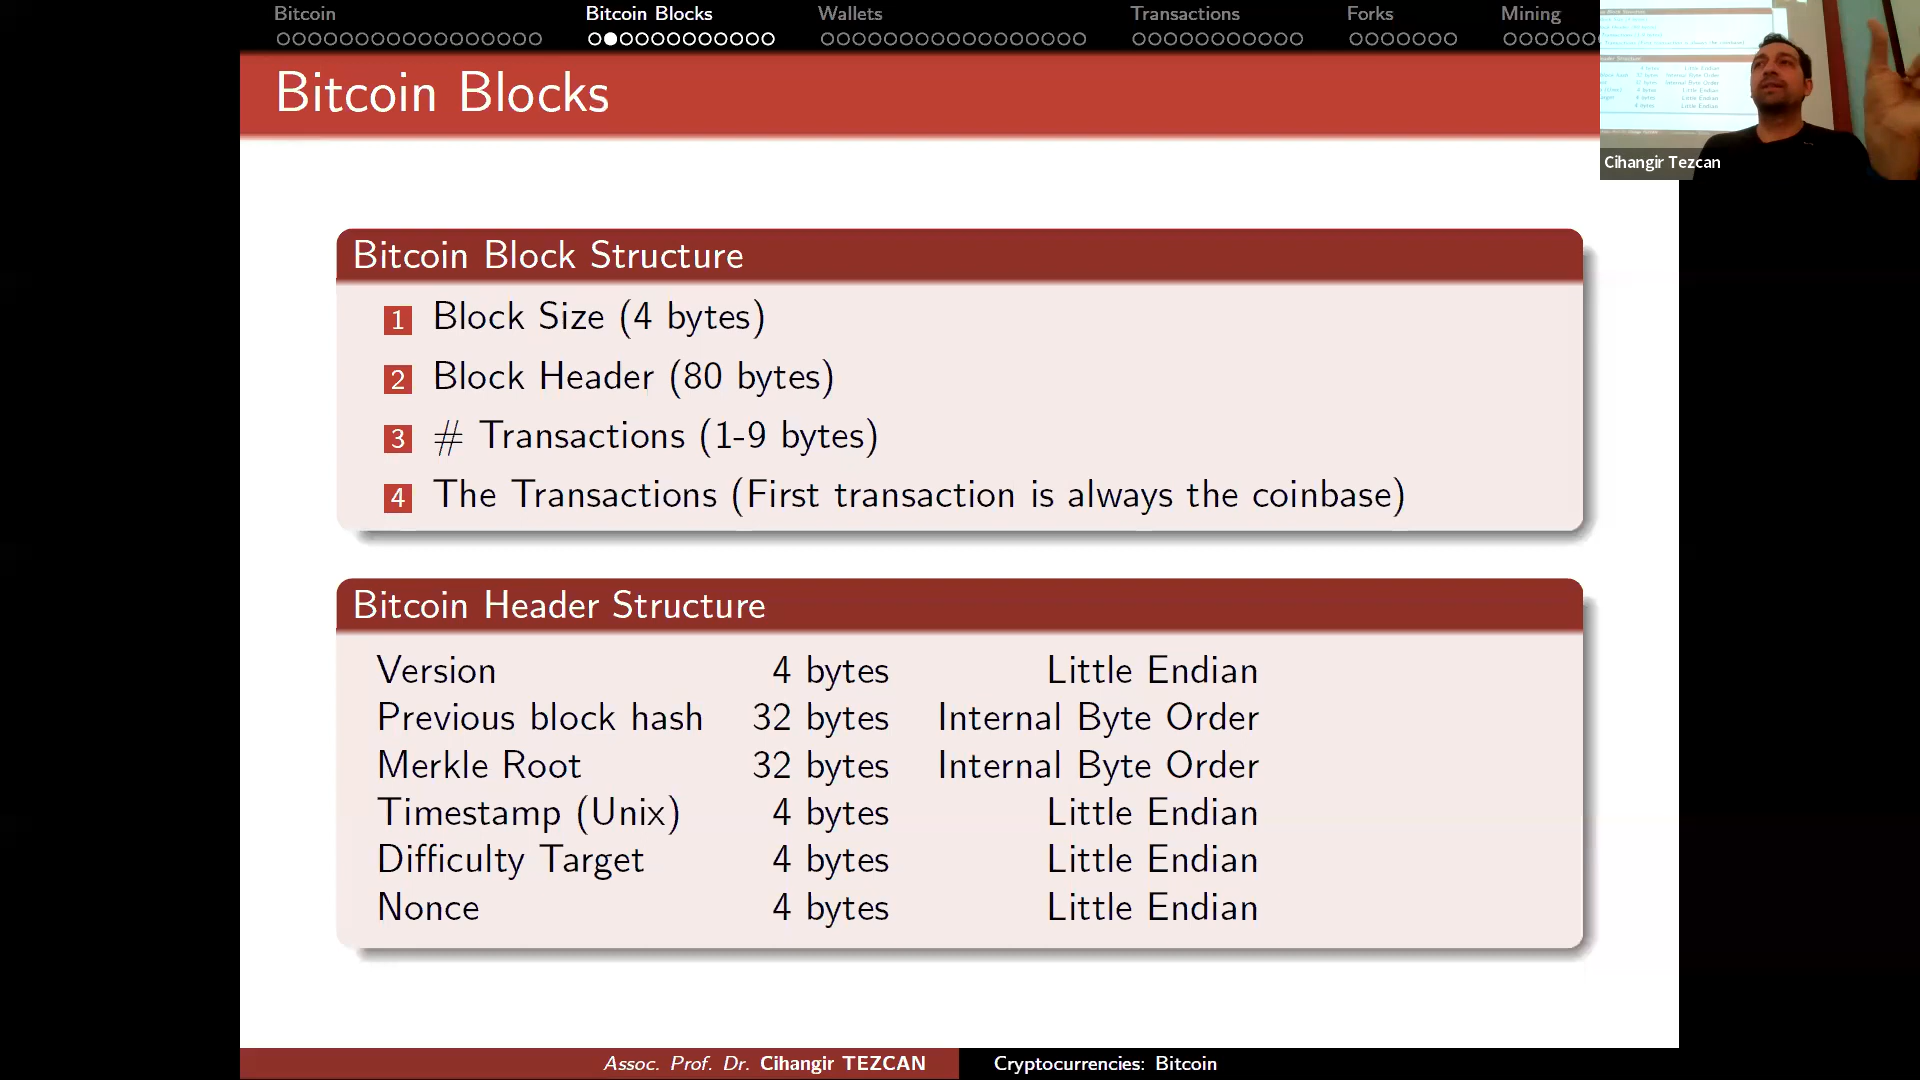 Bitcoin Bitcoin Blocks Wallets Transactions Forks Mining
Bitcoin Blocks
Cihangir Tezcan
Bitcoin Block Structure
1 Block Size (4 bytes)
2 Block Header (80 bytes)
3 # Transactions (1-9 bytes)
4 The Transactions (First transaction is always the coinbase)
Bitcoin Header Structure
Version 4 bytes Little Endian
Previous block hash 32 bytes Internal Byte Order
Merkle Root 32 bytes Internal Byte Order
Timestamp (Unix) 4 bytes Little Endian
Difficulty Target 4 bytes Little Endian
Nonce 4 bytes Little Endian
Assoc. Prof. Dr. Cihangir TEZCAN Cryptocurrencies: Bitcoin